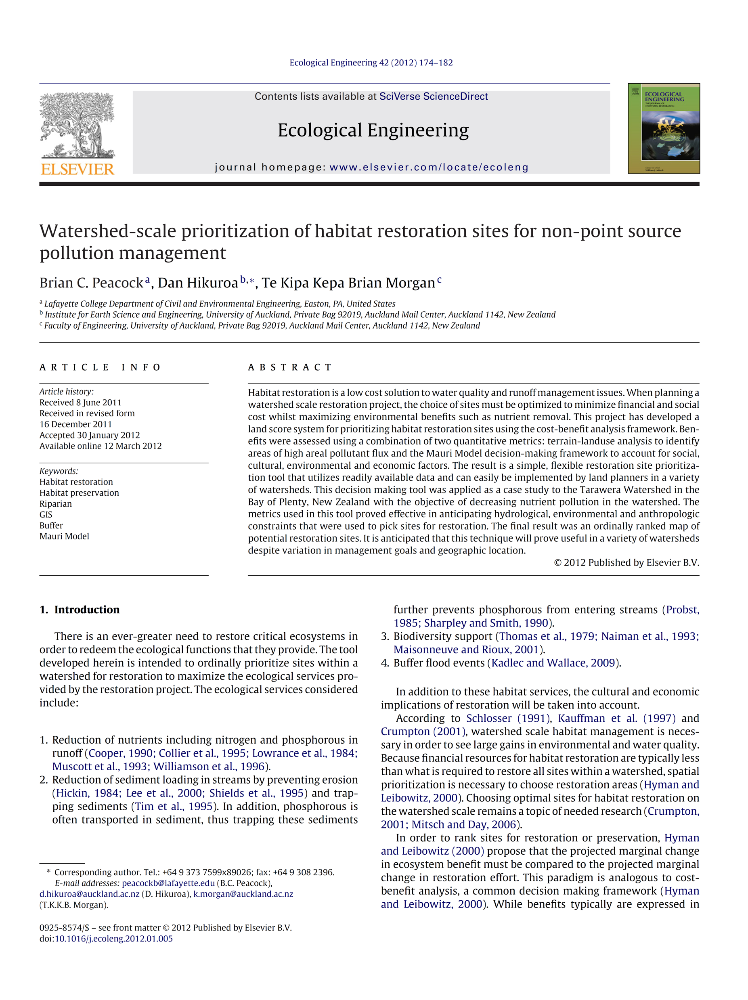 Ecological Engineering 42 (2012) 174–182
Contents lists available at SciVerse ScienceDirect
Ecological Engineering
journal homepage: www.elsevier.com/locate/ecoleng
NON SOLUS
ELSEVIER
ECOLOGICAL
ENGINEERING
THE JOURNAL OF
ECOSYSTEM RESTORATION
Watershed-scale prioritization of habitat restoration sites for non-point source
pollution management
Brian C. Peacock a, Dan Hikuroa b,*, Te Kipa Kepa Brian Morgan c
a Lafayette College Department of Civil and Environmental Engineering, Easton, PA, United States
b Institute for Earth Science and Engineering, University of Auckland, Private Bag 92019, Auckland Mail Center, Auckland 1142, New Zealand
c Faculty of Engineering, University of Auckland, Private Bag 92019, Auckland Mail Center, Auckland 1142, New Zealand
ARTICLE INFO
Article history:
Received 8 June 2011
Received in revised form
16 December 2011
Accepted 30 January 2012
Available online 12 March 2012
Keywords:
Habitat restoration
Habitat preservation
Riparian
GIS
Buffer
Mauri Model
ABSTRACT
Habitat restoration is a low cost solution to water quality and runoff management issues. When planning a
watershed scale restoration project, the choice of sites must be optimized to minimize financial and social
cost whilst maximizing environmental benefits such as nutrient removal. This project has developed a
land score system for prioritizing habitat restoration sites using the cost-benefit analysis framework. Ben-
efits were assessed using a combination of two quantitative metrics: terrain-landuse analysis to identify
areas of high areal pollutant flux and the Mauri Model decision-making framework to account for social,
cultural, environmental and economic factors. The result is a simple, flexible restoration site prioritiza-
tion tool that utilizes readily available data and can easily be implemented by land planners in a variety
of watersheds. This decision making tool was applied as a case study to the Tarawera Watershed in the
Bay of Plenty, New Zealand with the objective of decreasing nutrient pollution in the watershed. The
metrics used in this tool proved effective in anticipating hydrological, environmental and anthropologic
constraints that were used to pick sites for restoration. The final result was an ordinally ranked map of
potential restoration sites. It is anticipated that this technique will prove useful in a variety of watersheds
despite variation in management goals and geographic location.
© 2012 Published by Elsevier B.V.
1. Introduction
There is an ever-greater need to restore critical ecosystems in
order to redeem the ecological functions that they provide. The tool
developed herein is intended to ordinally prioritize sites within a
watershed for restoration to maximize the ecological services pro-
vided by the restoration project. The ecological services considered
include:
1. Reduction of nutrients including nitrogen and phosphorous in
runoff (Cooper, 1990; Collier et al., 1995; Lowrance et al., 1984;
Muscott et al., 1993; Williamson et al., 1996).
2. Reduction of sediment loading in streams by preventing erosion
(Hickin, 1984; Lee et al., 2000; Shields et al., 1995) and trap-
ping sediments (Tim et al., 1995). In addition, phosphorous is
often transported in sediment, thus trapping these sediments
further prevents phosphorous from entering streams (Probst,
1985; Sharpley and Smith, 1990).
3. Biodiversity support (Thomas et al., 1979; Naiman et al., 1993;
Maisonneuve and Rioux, 2001).
4. Buffer flood events (Kadlec and Wallace, 2009).
In addition to these habitat services, the cultural and economic
implications of restoration will be taken into account.
According to Schlosser (1991), Kauffman et al. (1997) and
Crumpton (2001), watershed scale habitat management is neces-
sary in order to see large gains in environmental and water quality.
Because financial resources for habitat restoration are typically less
than what is required to restore all sites within a watershed, spatial
prioritization is necessary to choose restoration areas (Hyman and
Leibowitz, 2000). Choosing optimal sites for habitat restoration on
the watershed scale remains a topic of needed research (Crumpton,
2001; Mitsch and Day, 2006).
In order to rank sites for restoration or preservation, Hyman
and Leibowitz (2000) propose that the projected marginal change
in ecosystem benefit must be compared to the projected marginal
change in restoration effort. This paradigm is analogous to cost-
benefit analysis, a common decision making framework (Hyman
and Leibowitz, 2000). While benefits typically are expressed in
* Corresponding author. Tel.: +64 9 373 7599x89026; fax: +64 9 308 2396.
E-mail addresses: peacockb@lafayette.edu (B.C. Peacock),
d.hikuroa@auckland.ac.nz (D. Hikuroa), k.morgan@auckland.ac.nz
(T.K.K.B. Morgan).
0925-8574/$ – see front matter © 2012 Published by Elsevier B.V.
doi:10.1016/j.ecoleng.2012.01.005